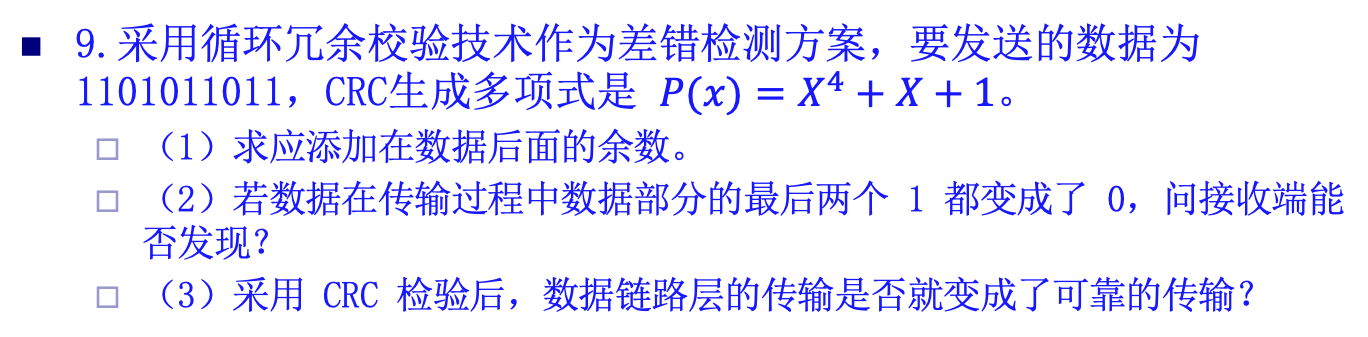 ■ 9.采用循环冗余校验技术作为差错检测方案，要发送的数据为
1101011011，CRC生成多项式是 P(x) = X⁴ + X + 1。
□ （1）求应添加在数据后面的余数。
□ （2）若数据在传输过程中数据部分的最后两个 1 都变成了 0，问接收端能
否发现？
□ （3）采用 CRC 检验后，数据链路层的传输是否就变成了可靠的传输？